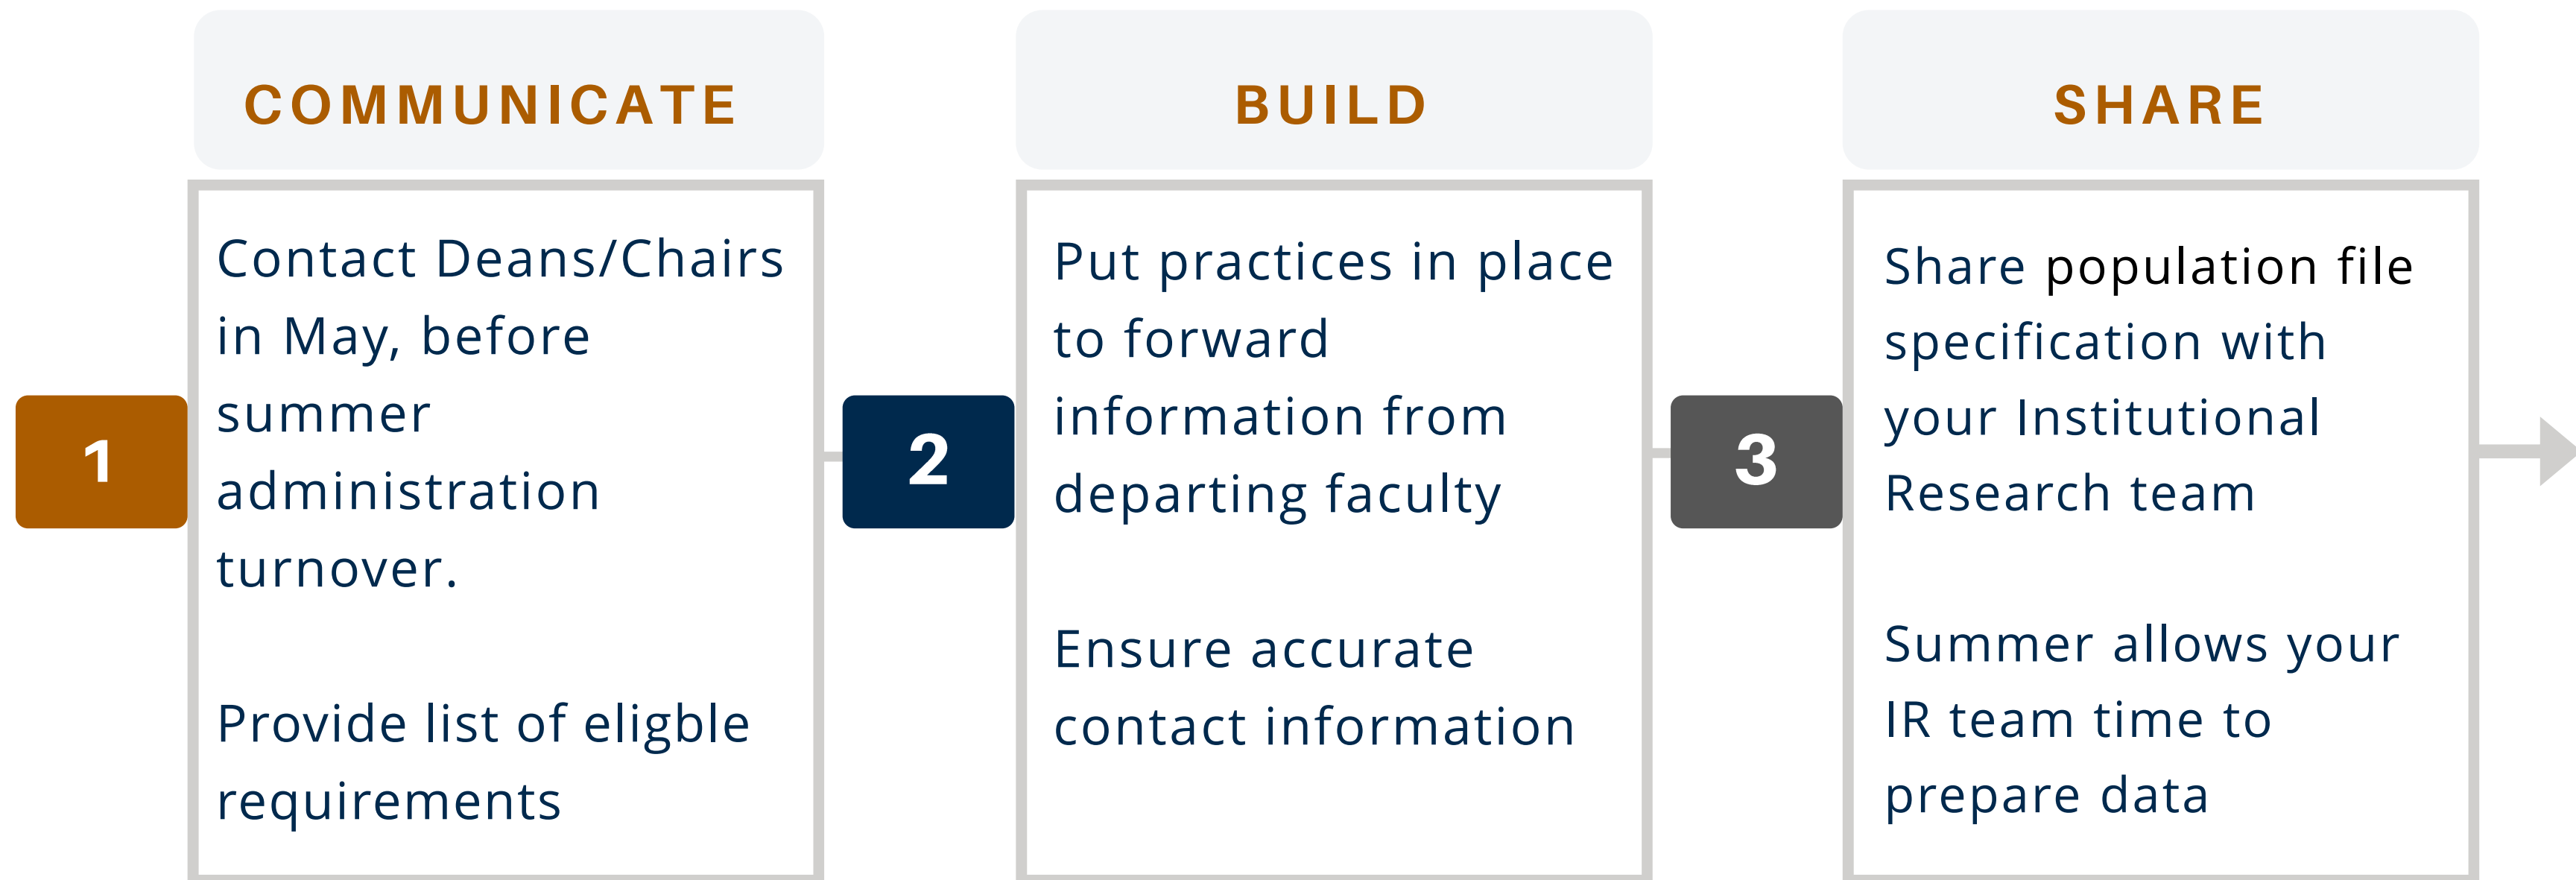 COMMUNICATE
1
Contact Deans/Chairs
in May, before
summer
administration
turnover.
Provide list of eligble
requirements
BUILD
2
Put practices in place
to forward
information from
departing faculty
Ensure accurate
contact information
SHARE
3
Share population file
specification with
your Institutional
Research team
Summer allows your
IR team time to
prepare data